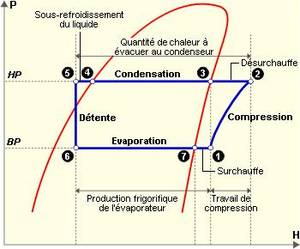 P
Sous-refroidissement
du liquide
Quantité de chaleur à
évacuer au condenseur
Désurchauffe
HP
5
4
Condensation
3
2
Détente
Compression
BP
Evaporation
6
7
1
Surchauffe
Production frigorifique
de l'évaporateur
Travail de
compression
H